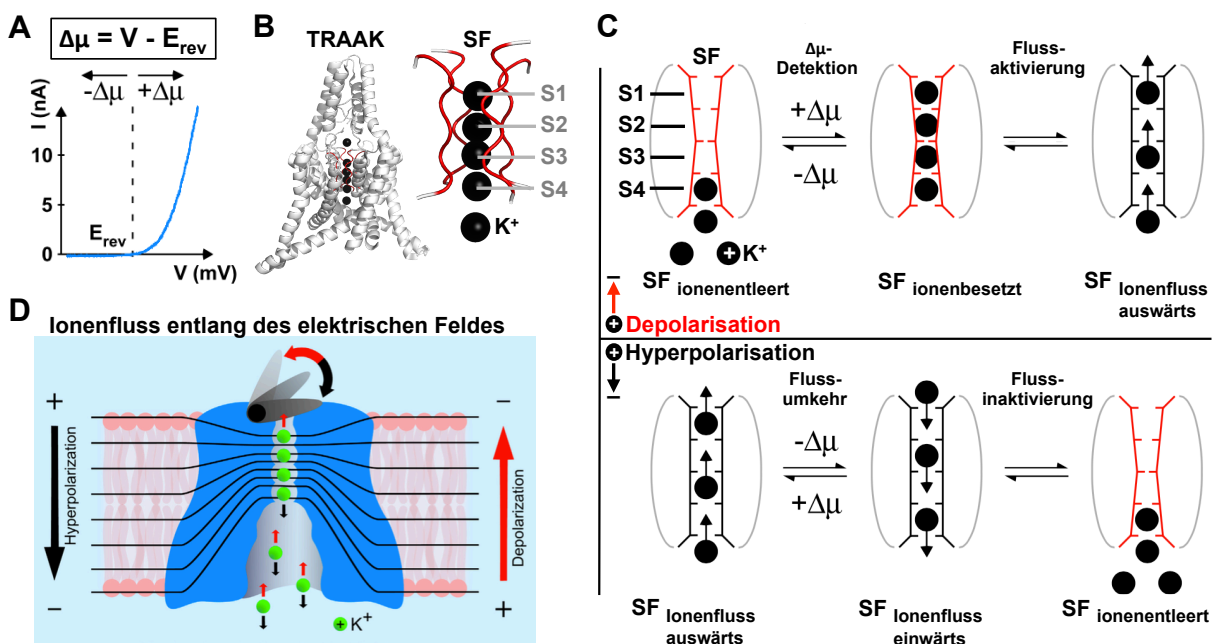 A
Δμ = V - Erev
-Δμ +Δμ
I (nA)
10
5
0
Erev
V (mV)
B
TRAAK
SF
S1
S2
S3
S4
K+
C
SF
S1
S2
S3
S4
Δμ-
Detektion
+Δμ
-Δμ
Fluss-
aktivierung
+ K+
SF ionenentleert
SF ionenbesetzt
SF Ionenfluss
auswärts
−
+ Depolarisation
+ Hyperpolarisation
−
Fluss-
umkehr
-Δμ
+Δμ
Fluss-
inaktivierung
SF Ionenfluss
auswärts
SF Ionenfluss
einwärts
SF ionenentleert
D
Ionenfluss entlang des elektrischen Feldes
+
Hyperpolarization
−
−
Depolarization
+
+ K+